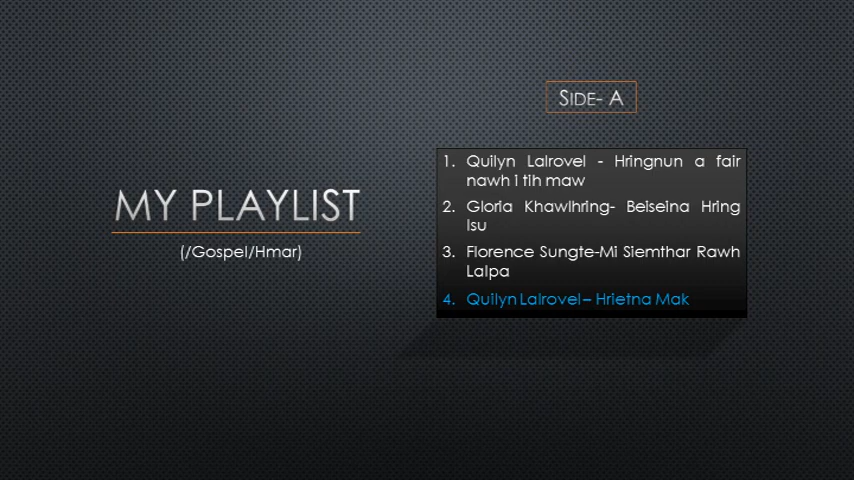 SIDE- A
MY PLAYLIST
(/Gospel/Hmar)
1. Quilyn Lalrovel - Hringnun a fair
nawh i tih maw
2. Gloria Khawlhring- Beiseina Hring
Isu
3. Florence Sungte-Mi Siemthar Rawh
Lalpa
4. Quilyn Lalrovel – Hrietna Mak